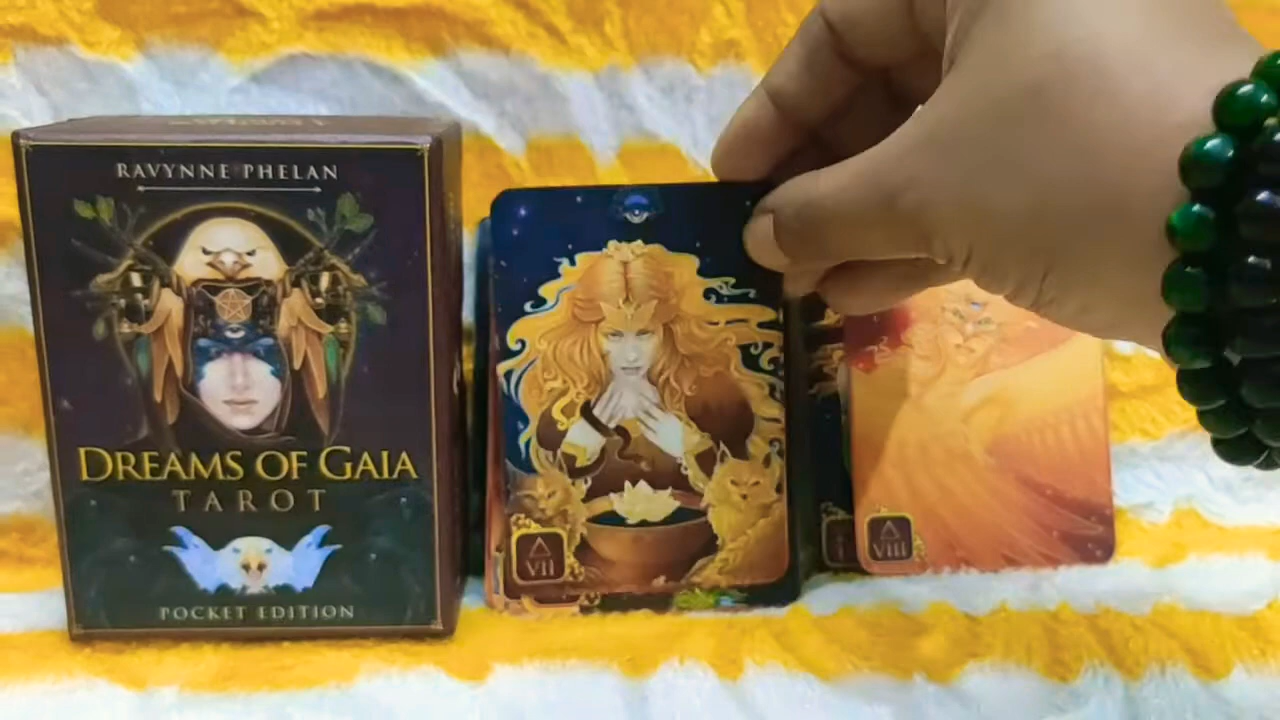 RAVYNNE PHELAN
DREAMS OF GAIA
TAROT
POCKET EDITION
VII
VIII